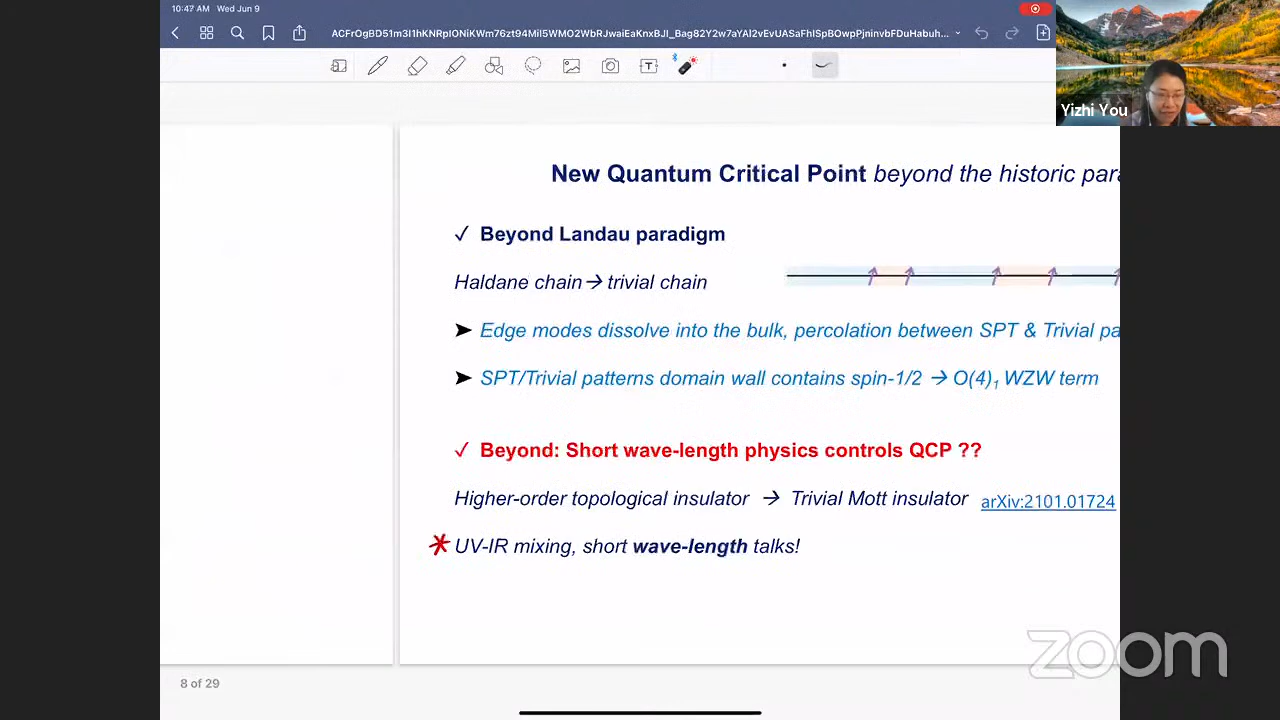 10:47 AM Wed Jun 9
ACFrOgBD51m3I1hKNRpIONiKWm76zt94Mil5WMO2WbRJwaiEaKnxBJI_Bag82Y2w7aYAl2vEvUASaFhISpBOwpPjninvbFDuHabuh...
T
Yizhi You
New Quantum Critical Point beyond the historic para
✓ Beyond Landau paradigm
Haldane chain→ trivial chain
➤ Edge modes dissolve into the bulk, percolation between SPT & Trivial pa
➤ SPT/Trivial patterns domain wall contains spin-1/2 → O(4)₁ WZW term
✓ Beyond: Short wave-length physics controls QCP ??
Higher-order topological insulator → Trivial Mott insulator arXiv:2101.01724
* UV-IR mixing, short wave-length talks!
zoom
8 of 29